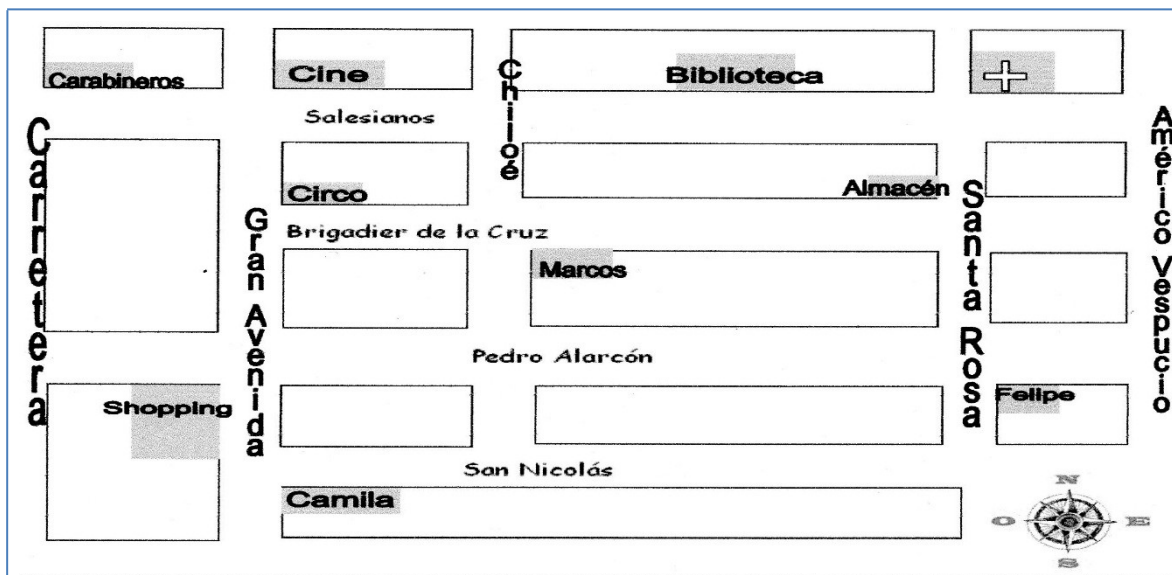 Carabineros
Cine
Chiloé
Biblioteca
Salesianos
Carretera
Américo Vespucio
Circo
Almacén
Santa Rosa
Gran Avenida
Brigadier de la Cruz
Marcos
Pedro Alarcón
Shopping
Felipe
San Nicolás
Camila
N
O
E
S